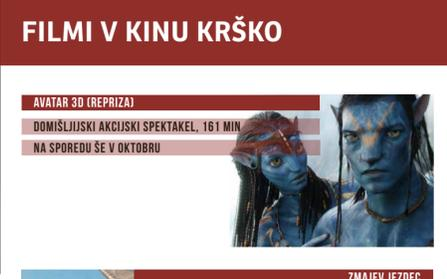 FILMI V KINU KRŠKO
AVATAR 3D (REPRIZA)
DOMIŠLJIJSKI AKCIJSKI SPEKTAKEL, 161 MIN
NA SPOREDU ŠE V OKTOBRU
ZMAJEV JEZDEC